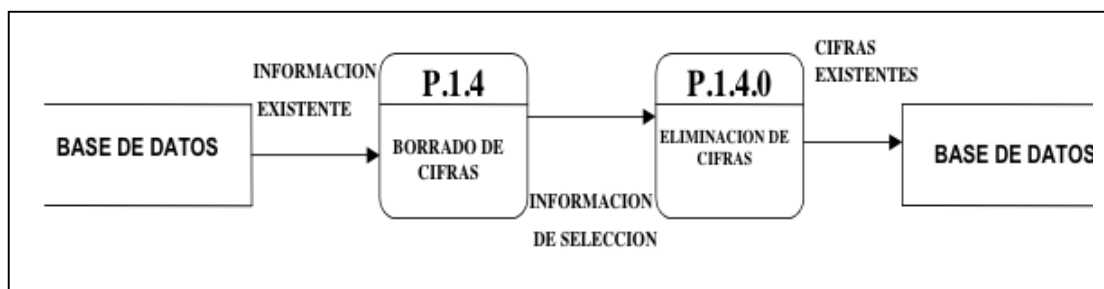 BASE DE DATOS
INFORMACION
EXISTENTE
P.1.4
BORRADO DE
CIFRAS
INFORMACION
DE SELECCION
P.1.4.0
ELIMINACION DE
CIFRAS
CIFRAS
EXISTENTES
BASE DE DATOS